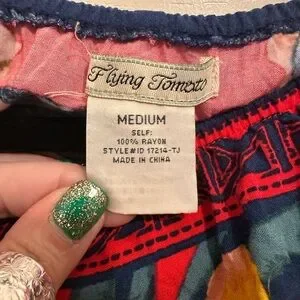 Flying Tomato
MEDIUM
SELF:
100% RAYON
STYLE#ID 17214-TJ
MADE IN CHINA